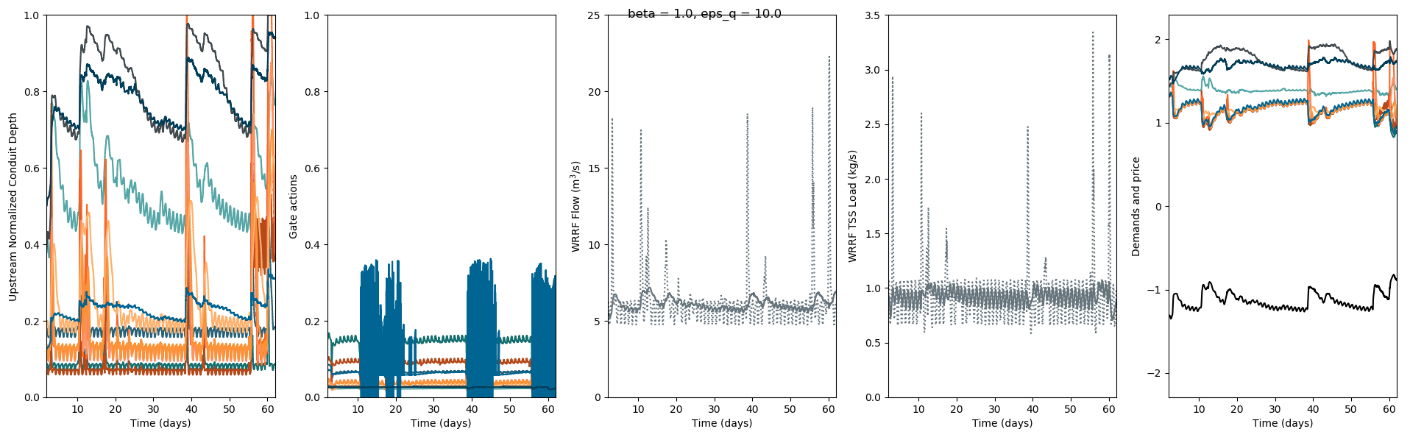 beta = 1.0, eps_q = 10.0
Upstream Normalized Conduit Depth
1.0
0.8
0.6
0.4
0.2
0.0
10 20 30 40 50 60
Time (days)
Gate actions
1.0
0.8
0.6
0.4
0.2
0.0
10 20 30 40 50 60
Time (days)
WRRF Flow (m³/s)
25
20
15
10
5
0
10 20 30 40 50 60
Time (days)
WRRF TSS Load (kg/s)
3.5
3.0
2.5
2.0
1.5
1.0
0.5
0.0
10 20 30 40 50 60
Time (days)
Demands and price
2
1
0
−1
−2
10 20 30 40 50 60
Time (days)